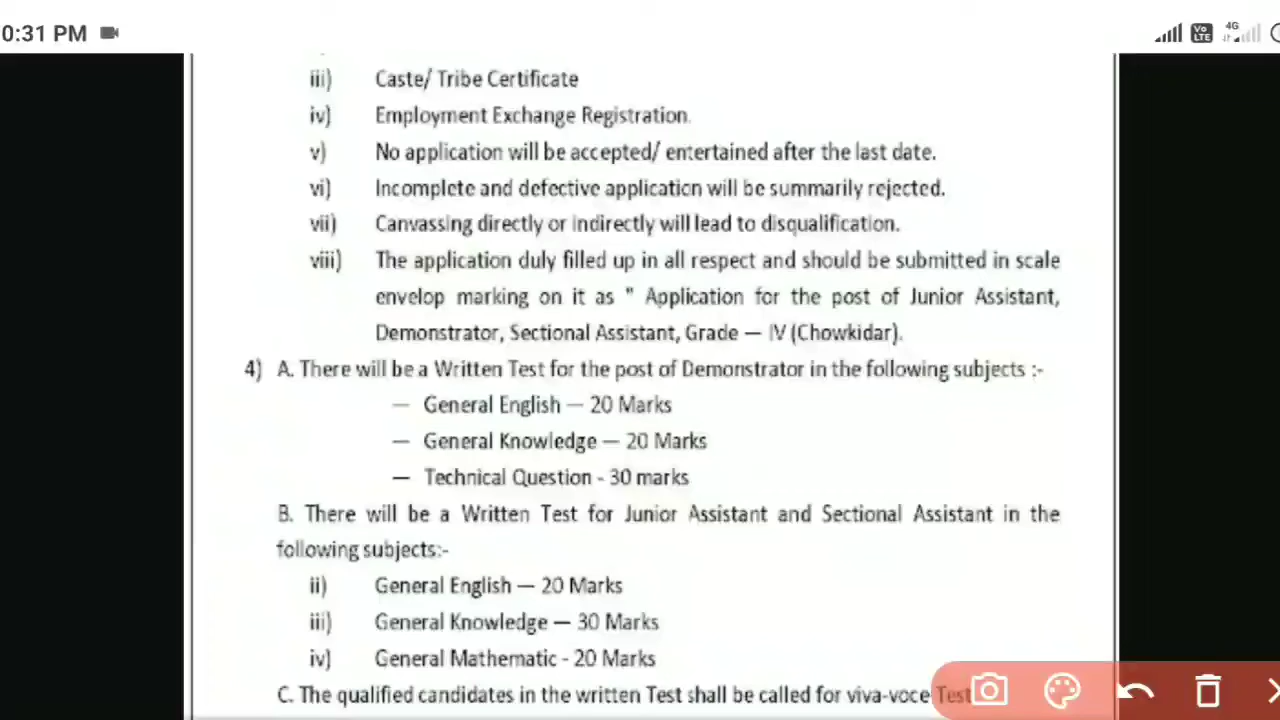 0:31 PM
Vo LTE 4G
iii) Caste/ Tribe Certificate
iv) Employment Exchange Registration.
v) No application will be accepted/ entertained after the last date.
vi) Incomplete and defective application will be summarily rejected.
vii) Canvassing directly or indirectly will lead to disqualification.
viii) The application duly filled up in all respect and should be submitted in scale
envelop marking on it as " Application for the post of Junior Assistant,
Demonstrator, Sectional Assistant, Grade — IV (Chowkidar).
4) A. There will be a Written Test for the post of Demonstrator in the following subjects :-
— General English — 20 Marks
— General Knowledge — 20 Marks
— Technical Question - 30 marks
B. There will be a Written Test for Junior Assistant and Sectional Assistant in the
following subjects:-
ii) General English — 20 Marks
iii) General Knowledge — 30 Marks
iv) General Mathematic - 20 Marks
C. The qualified candidates in the written Test shall be called for viva-voce Test